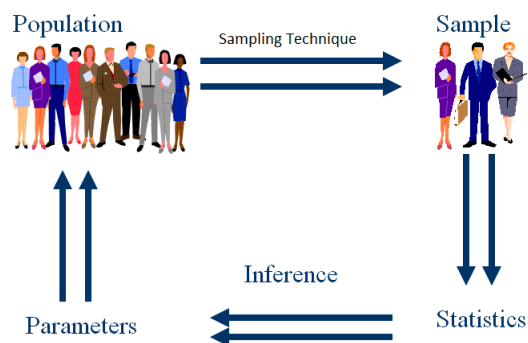 Population
Sampling Technique
Sample
Inference
Parameters
Statistics